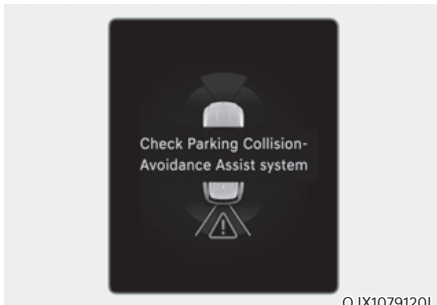 Check Parking Collision-
Avoidance Assist system
OJX1079120L